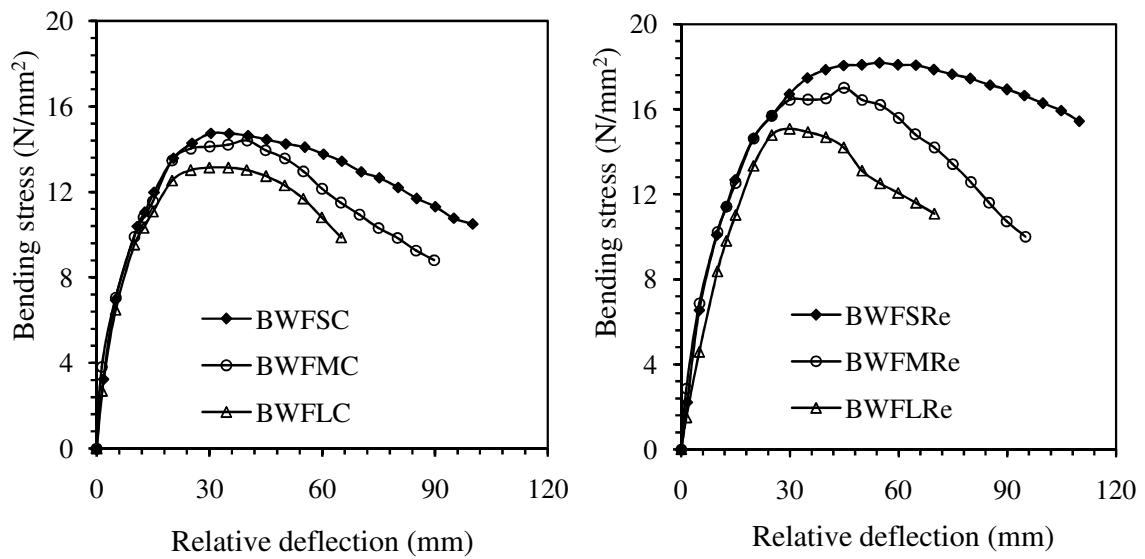 20
16
12
8
4
0
Bending stress (N/mm²)
BWFSC
BWFMC
BWFLC
0 30 60 90 120
Relative deflection (mm)
20
16
12
8
4
0
Bending stress (N/mm²)
BWFSRe
BWFMRe
BWFLRe
0 30 60 90 120
Relative deflection (mm)